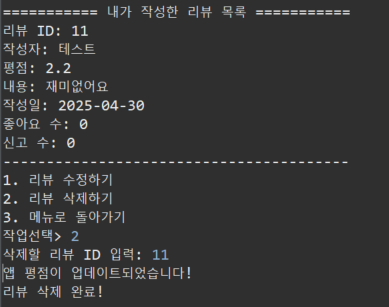 =========== 내가 작성한 리뷰 목록 ===========
리뷰 ID: 11
작성자: 테스트
평점: 2.2
내용: 재미없어요
작성일: 2025-04-30
좋아요 수: 0
신고 수: 0
----------------------------------------
1. 리뷰 수정하기
2. 리뷰 삭제하기
3. 메뉴로 돌아가기
작업선택> 2
삭제할 리뷰 ID 입력: 11
앱 평점이 업데이트되었습니다!
리뷰 삭제 완료!